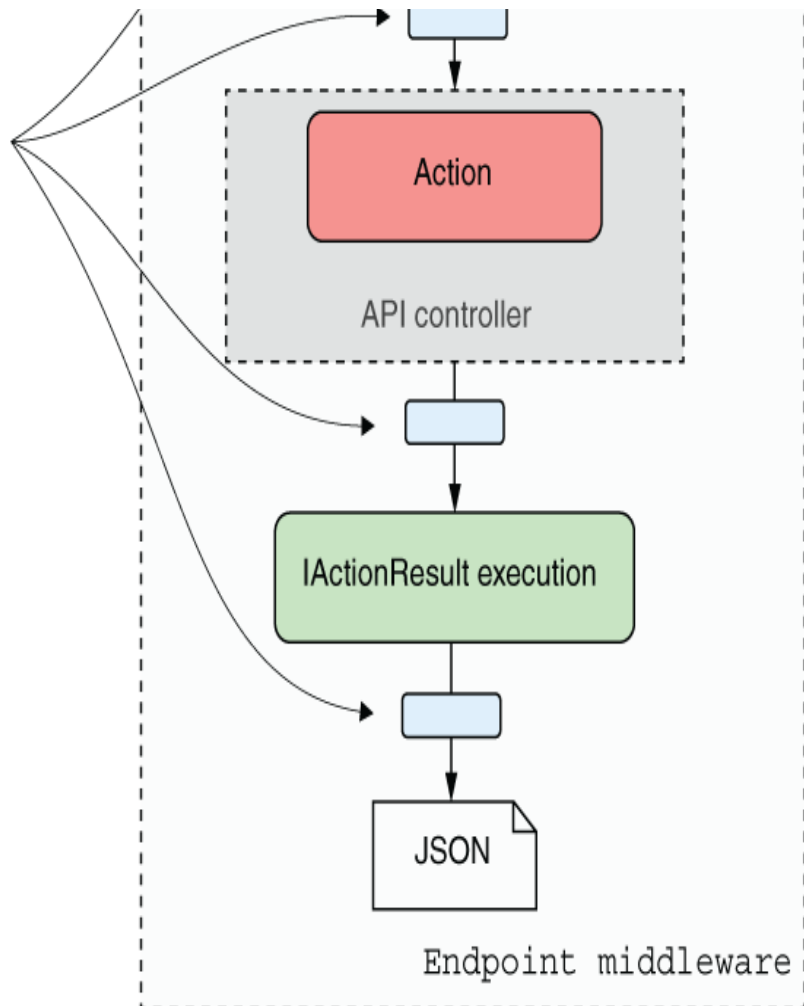 Action
API controller
IActionResult execution
JSON
Endpoint middleware